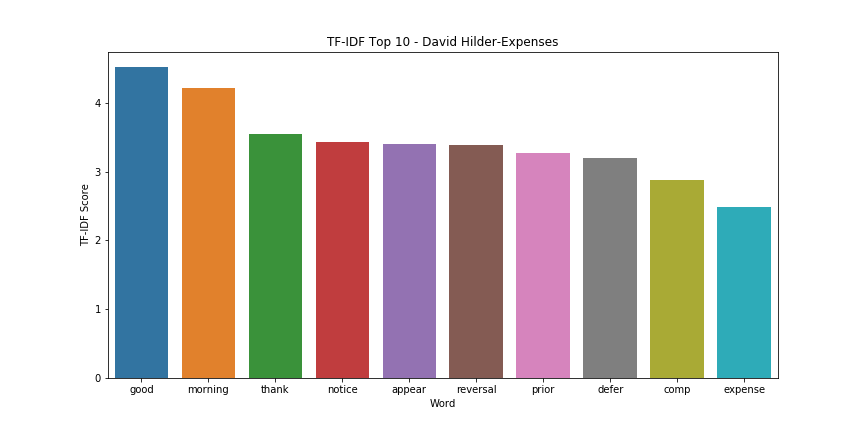 TF-IDF Top 10 - David Hilder-Expenses
TF-IDF Score
4
3
2
1
0
good morning thank notice appear reversal prior defer comp expense
Word